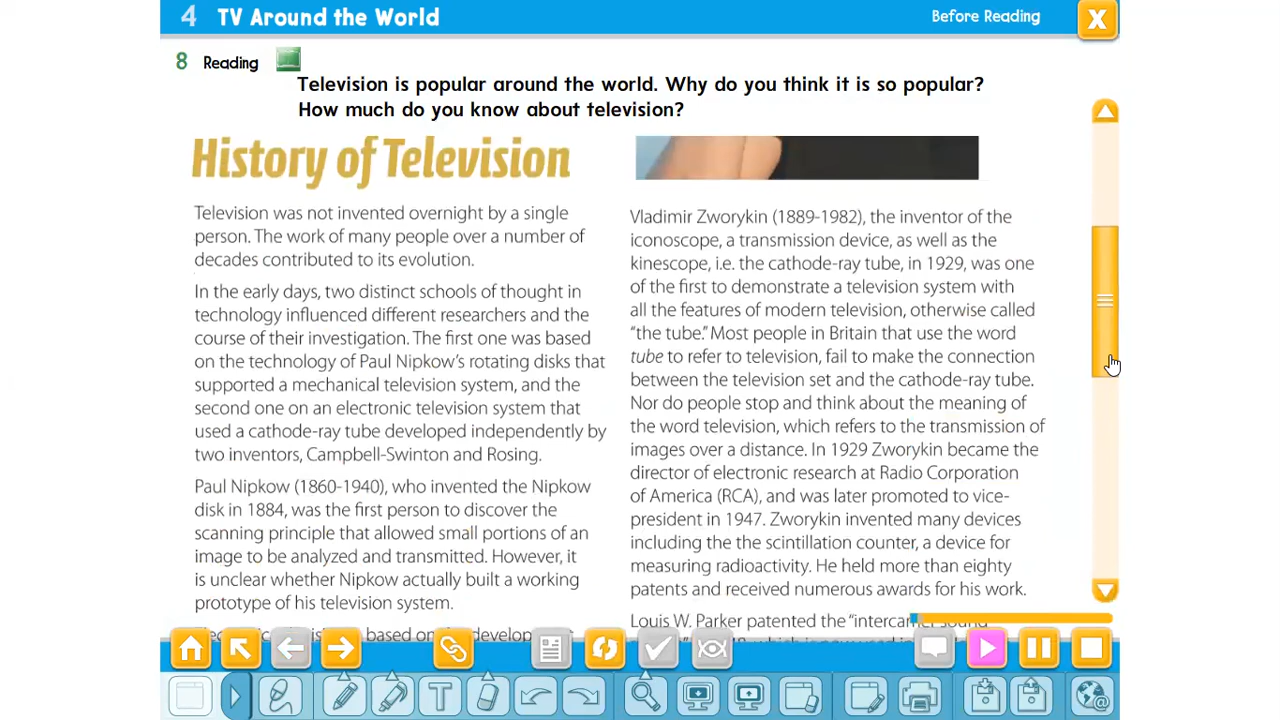 4 TV Around the World
Before Reading
X
8 Reading
Television is popular around the world. Why do you think it is so popular?
How much do you know about television?
History of Television
Television was not invented overnight by a single
person. The work of many people over a number of
decades contributed to its evolution.
In the early days, two distinct schools of thought in
technology influenced different researchers and the
course of their investigation. The first one was based
on the technology of Paul Nipkow's rotating disks that
supported a mechanical television system, and the
second one on an electronic television system that
used a cathode-ray tube developed independently by
two inventors, Campbell-Swinton and Rosing.
Paul Nipkow (1860-1940), who invented the Nipkow
disk in 1884, was the first person to discover the
scanning principle that allowed small portions of an
image to be analyzed and transmitted. However, it
is unclear whether Nipkow actually built a working
prototype of his television system.
based on
Vladimir Zworykin (1889-1982), the inventor of the
iconoscope, a transmission device, as well as the
kinescope, i.e. the cathode-ray tube, in 1929, was one
of the first to demonstrate a television system with
all the features of modern television, otherwise called
“the tube.” Most people in Britain that use the word
tube to refer to television, fail to make the connection
between the television set and the cathode-ray tube.
Nor do people stop and think about the meaning of
the word television, which refers to the transmission of
images over a distance. In 1929 Zworykin became the
director of electronic research at Radio Corporation
of America (RCA), and was later promoted to vice-
president in 1947. Zworykin invented many devices
including the the scintillation counter, a device for
measuring radioactivity. He held more than eighty
patents and received numerous awards for his work.
Louis W. Parker patented the “intercarrier sound
T